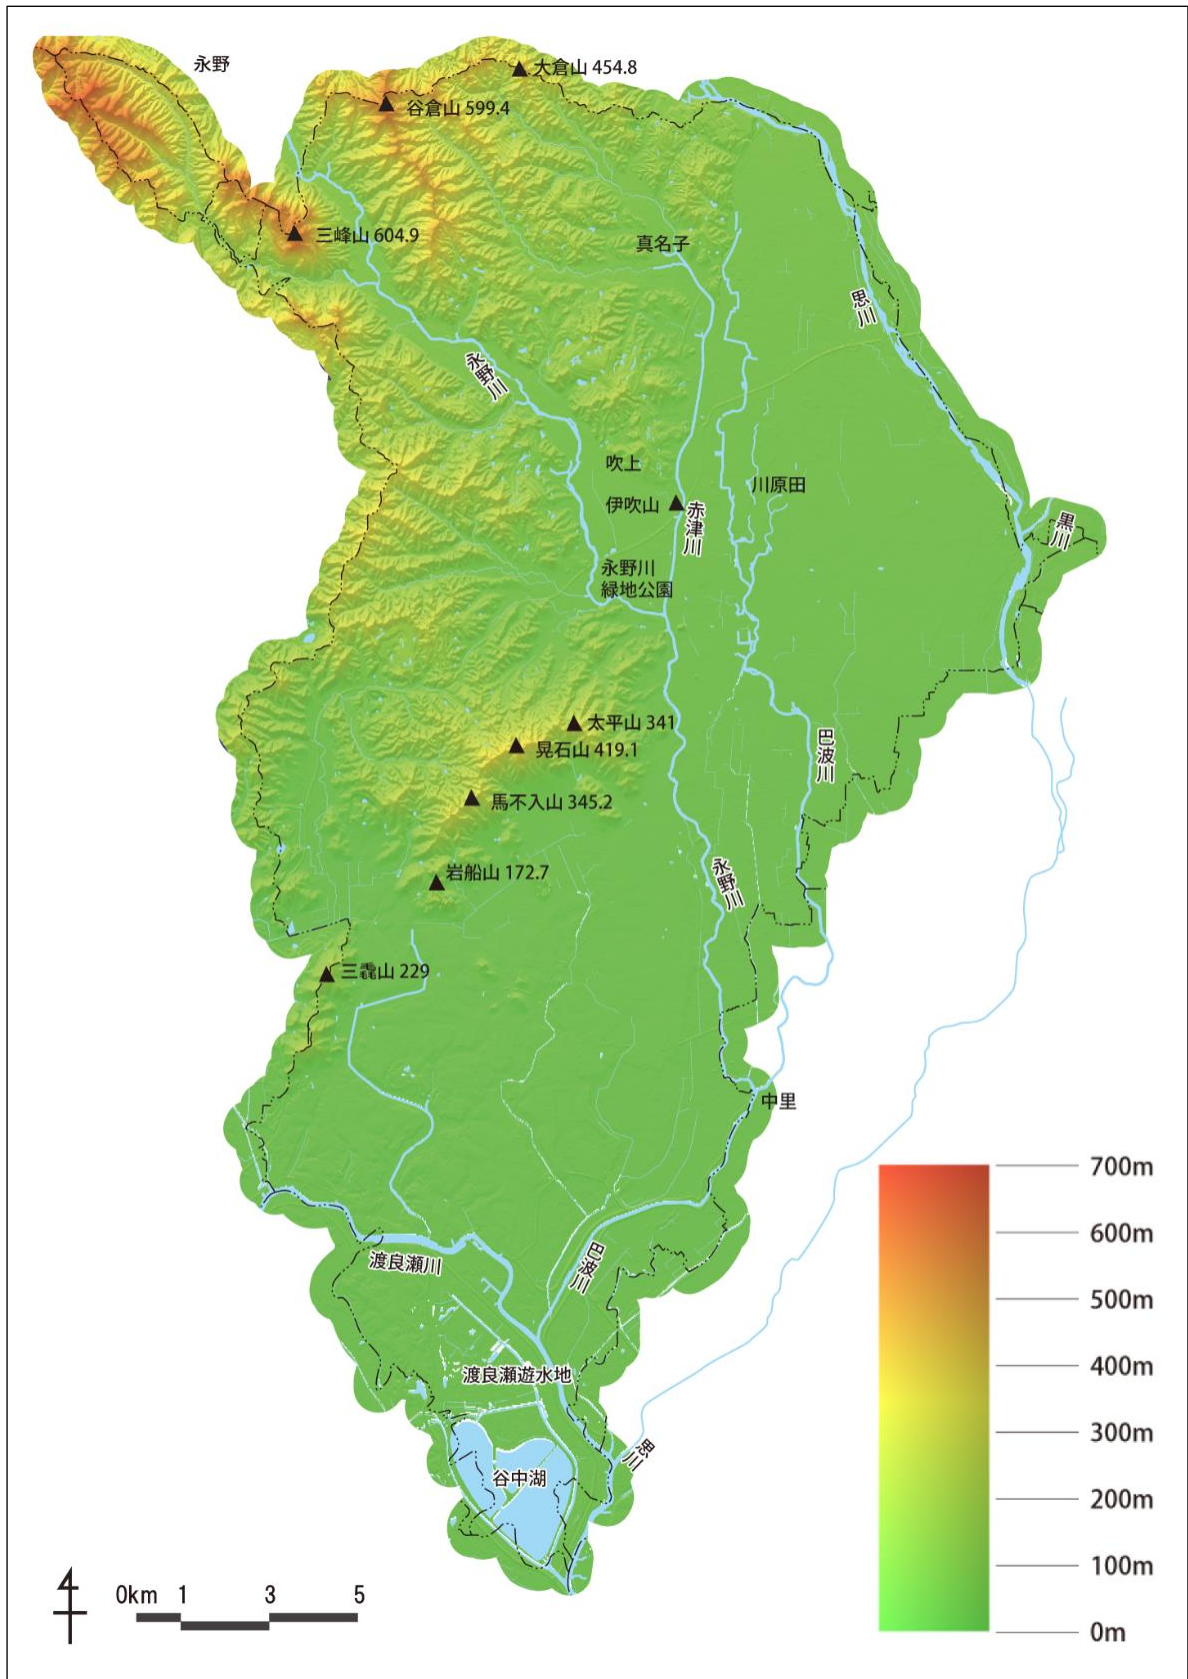 永野
大倉山 454.8
谷倉山 599.4
三峰山 604.9
真名子
思川
永野川
吹上
伊吹山
赤津川
川原田
黒川
永野川
緑地公園
太平山 341
晃石山 419.1
巴波川
馬不入山 345.2
岩船山 172.7
永野川
三毳山 229
中里
渡良瀬川
巴波川
渡良瀬遊水地
思川
谷中湖
700m
600m
500m
400m
300m
200m
100m
0m
0km 1 3 5